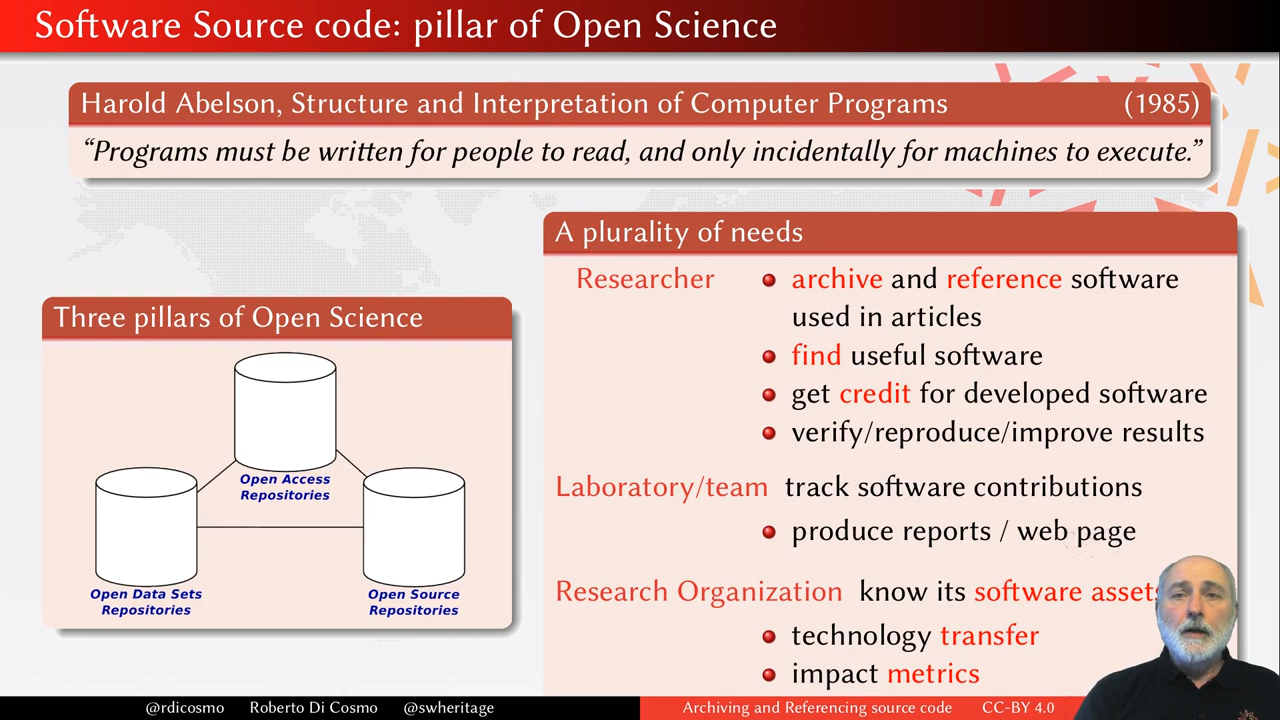 Software Source code: pillar of Open Science
Harold Abelson, Structure and Interpretation of Computer Programs (1985)
“Programs must be written for people to read, and only incidentally for machines to execute.”
Three pillars of Open Science
Open Access
Repositories
Open Data Sets
Repositories
Open Source
Repositories
A plurality of needs
Researcher archive and reference software
used in articles
find useful software
get credit for developed software
verify/reproduce/improve results
Laboratory/team track software contributions
produce reports / web page
Research Organization know its software assets
technology transfer
impact metrics
@rdicosmo Roberto Di Cosmo @swheritage Archiving and Referencing source code CC-BY 4.0